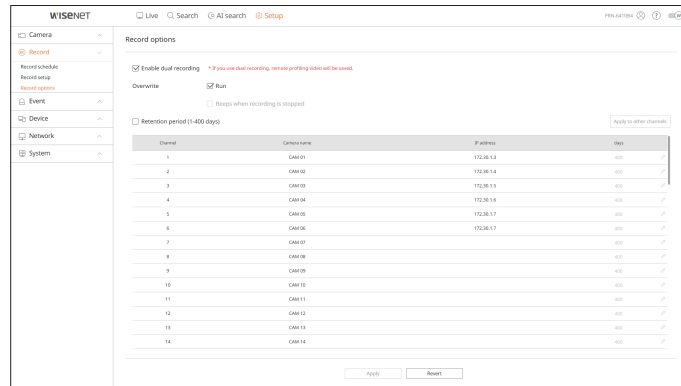 WISENET
Live Search AI search Setup PRN-6410B4
Camera
Record
Record schedule
Record setup
Record options
Event
Device
Network
System
Record options
Enable dual recording * If you use dual recording, remote profiling video will be saved.
Overwrite Run
Beeps when recording is stopped
Retention period (1-400 days) Apply to other channels
Channel Camera name IP address days
1 CAM 01 172.30.1.3 400
2 CAM 02 172.30.1.4 400
3 CAM 03 172.30.1.5 400
4 CAM 04 172.30.1.6 400
5 CAM 05 172.30.1.7 400
6 CAM 06 172.30.1.7 400
7 CAM 07 400
8 CAM 08 400
9 CAM 09 400
10 CAM 10 400
11 CAM 11 400
12 CAM 12 400
13 CAM 13 400
14 CAM 14 400
Apply Revert